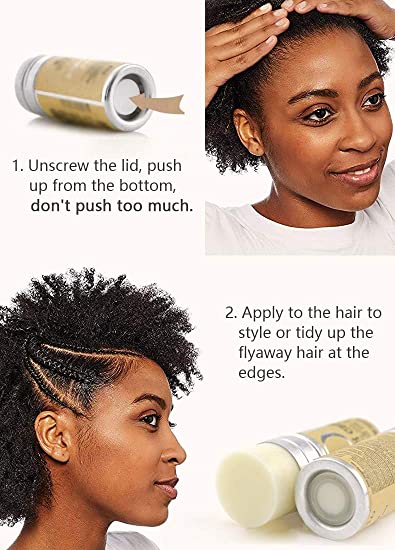 1. Unscrew the lid, push
up from the bottom,
don't push too much.
2. Apply to the hair to
style or tidy up the
flyaway hair at the
edges.